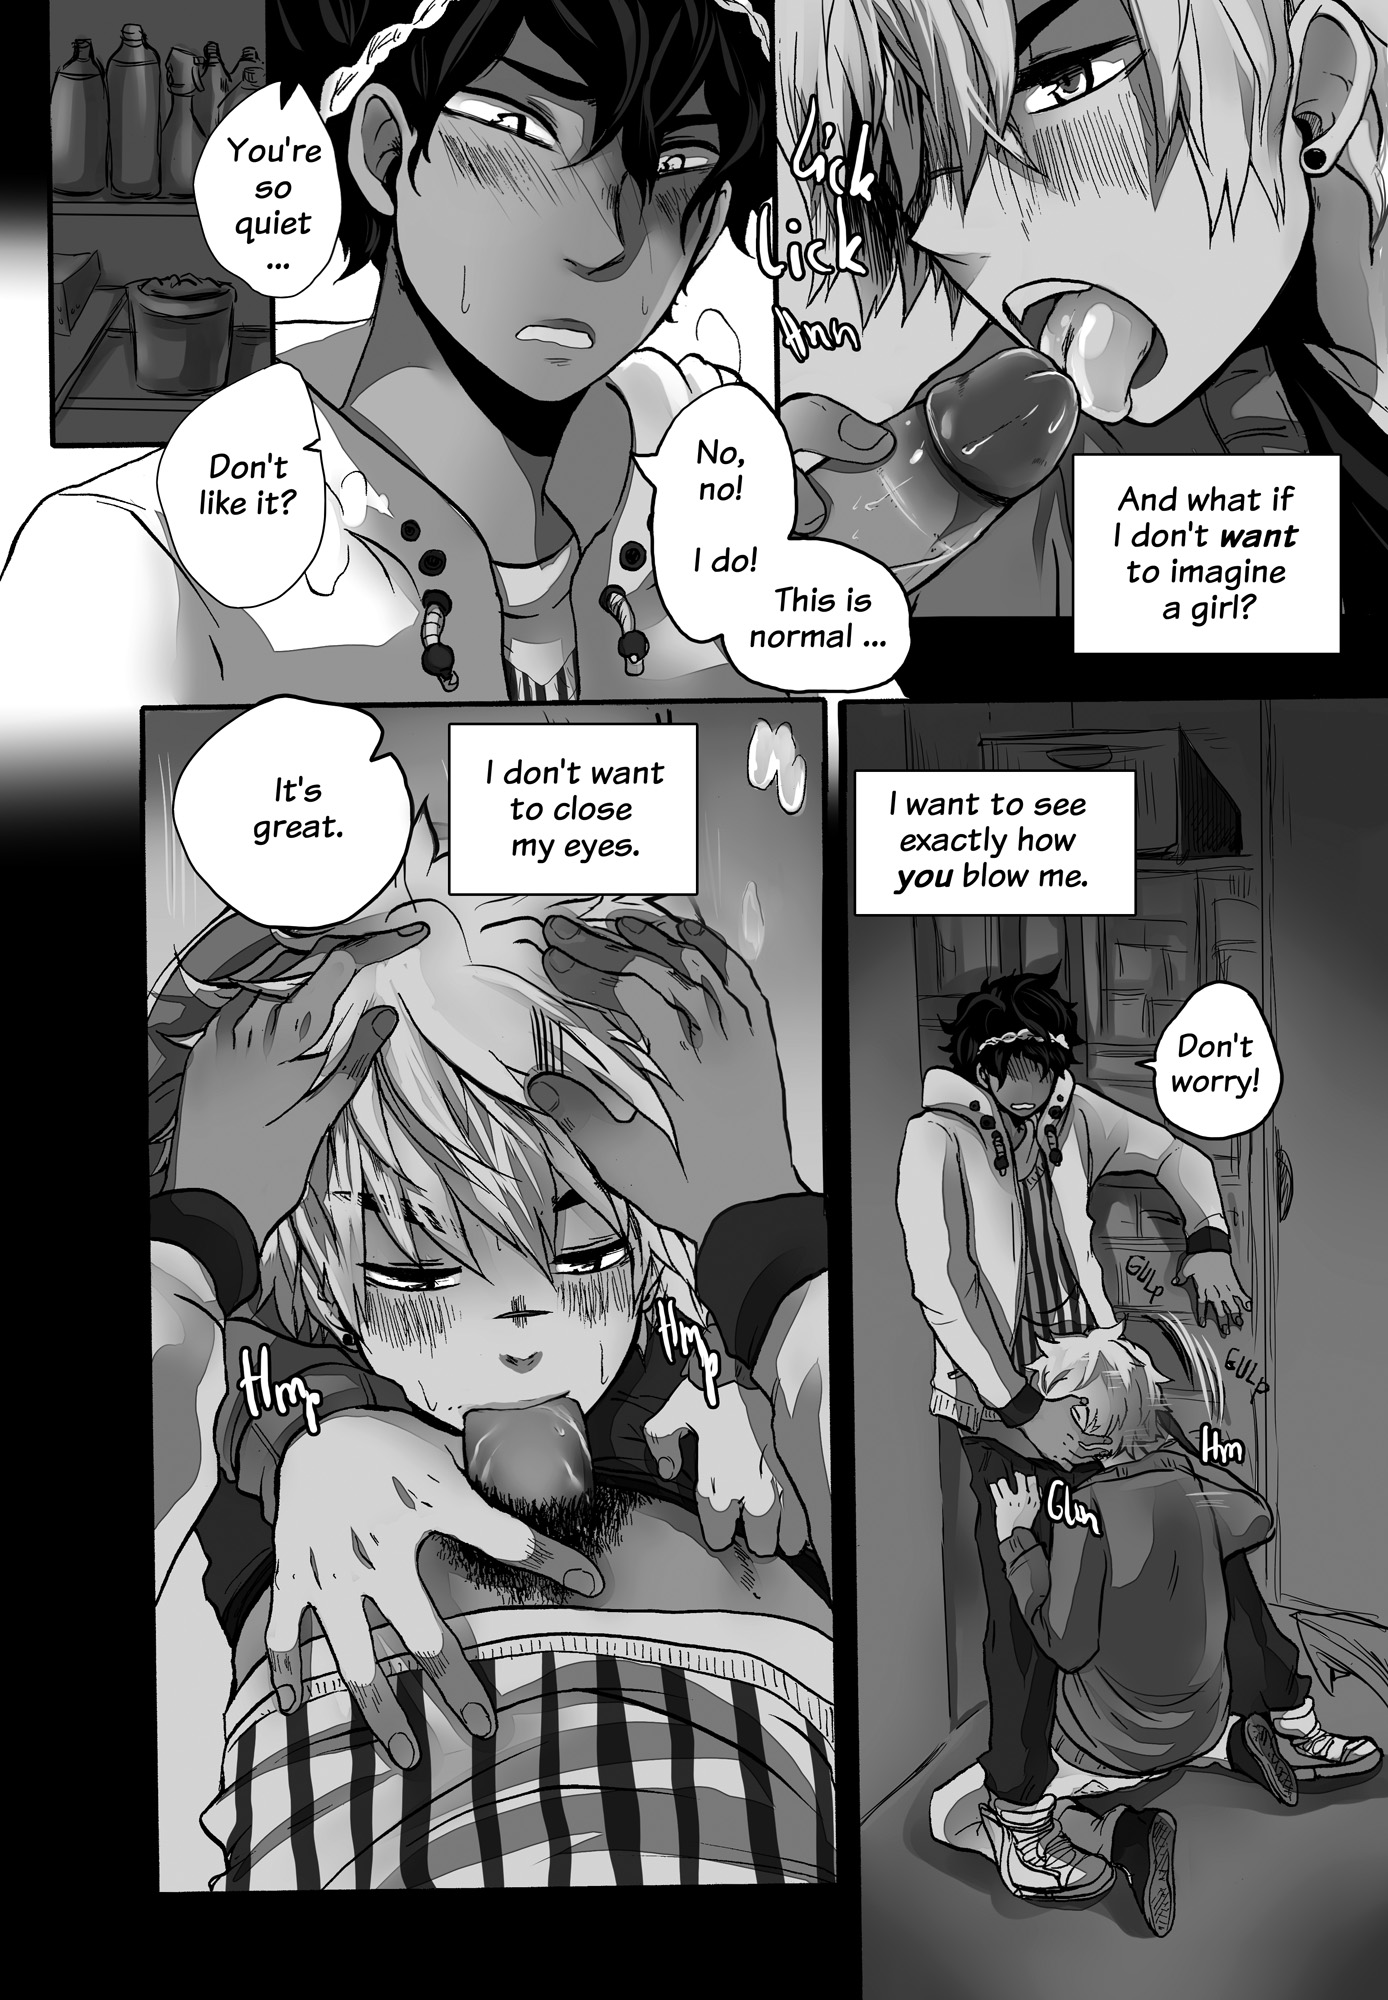 You're
so
quiet
...
Don't
like it?
No,
no!
I do!
This is
normal ...
Lick
Lick
Ann
And what if
I don't want
to imagine
a girl?
It's
great.
I don't want
to close
my eyes.
Hmp
Hmp
I want to see
exactly how
you blow me.
Don't
worry!
GULP
GULP
Hm